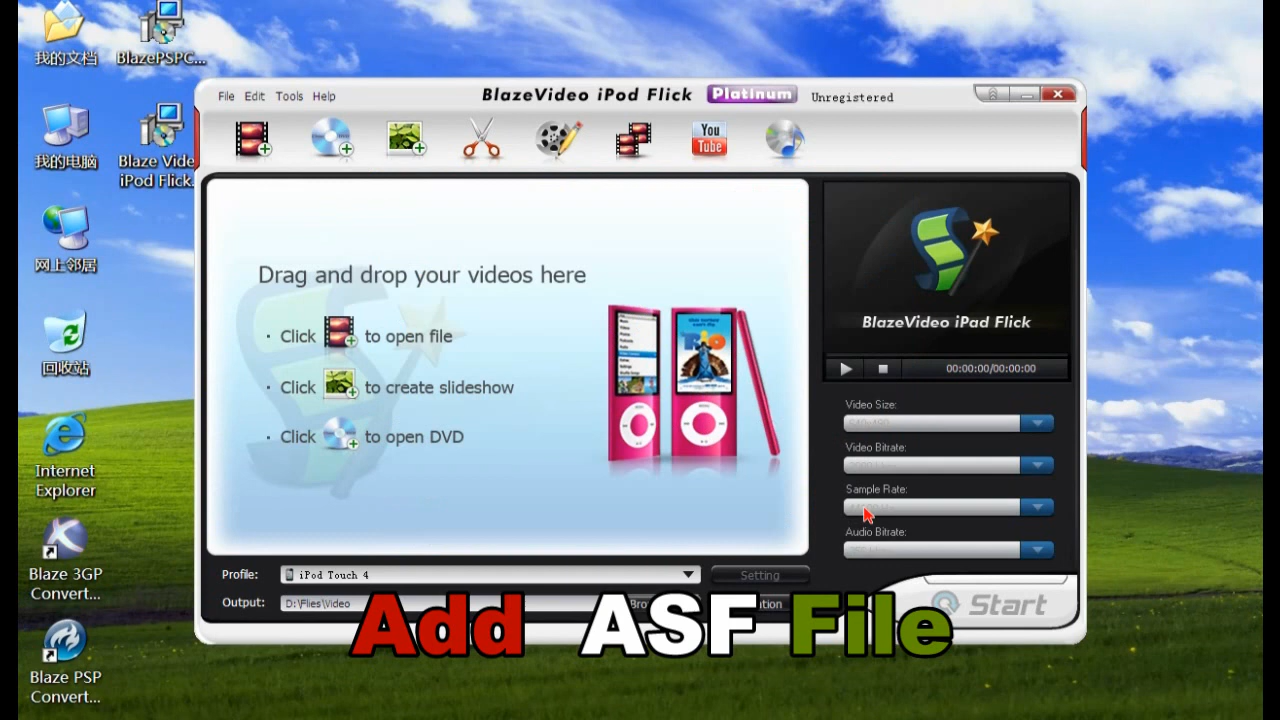 我的文档
BlazePSPC...
我的电脑
Blaze Vide
iPod Flick.
网上邻居
回收站
Internet
Explorer
Blaze 3GP
Convert...
Blaze PSP
Convert...
File Edit Tools Help
BlazeVideo iPod Flick Platinum Unregistered
You
Tube
Drag and drop your videos here
· Click to open file
· Click to create slideshow
· Click to open DVD
RIO
BlazeVideo iPad Flick
00:00:00/00:00:00
Video Size:
Video Bitrate:
Sample Rate:
Audio Bitrate:
Profile: iPod Touch 4 Setting
Output: D:\Flies\Video
Start
Add ASF File